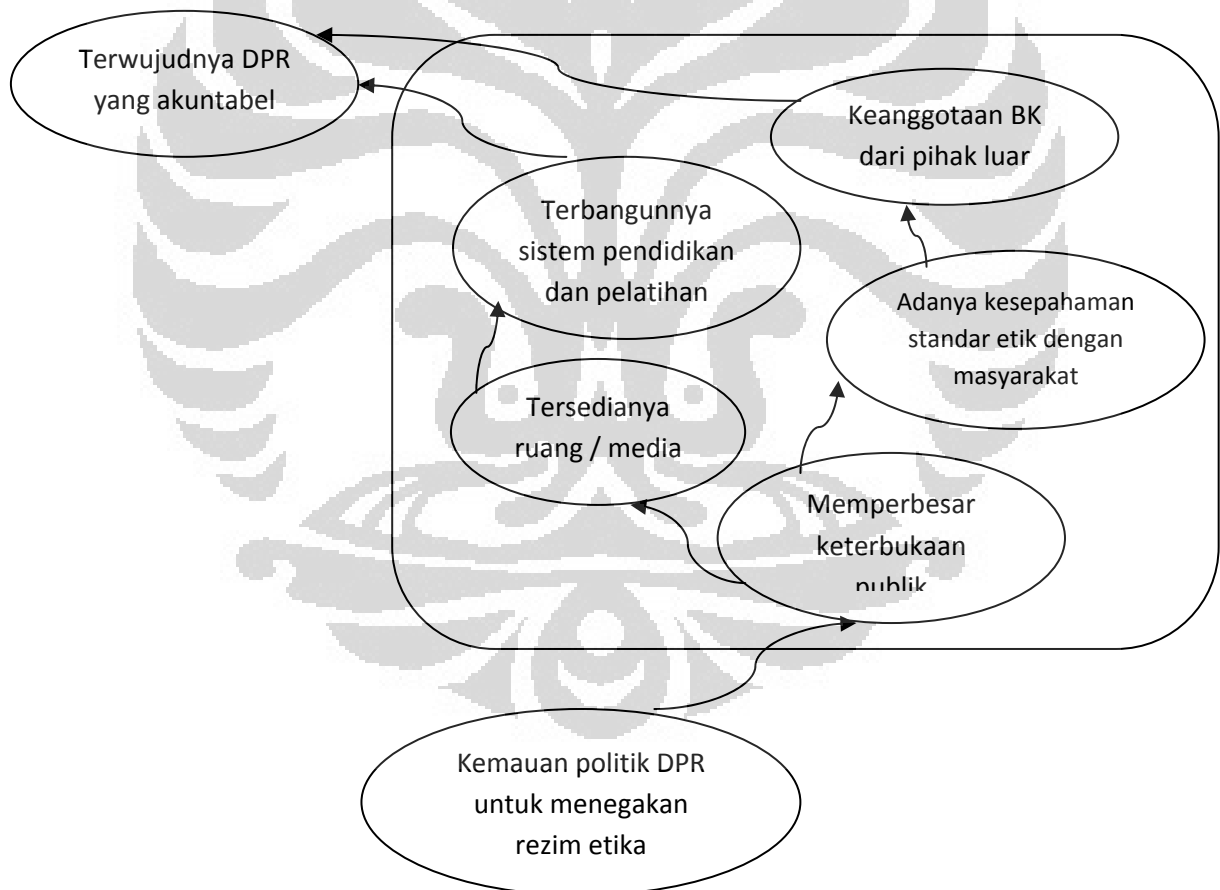 Terwujudnya DPR
yang akuntabel
Keanggotaan BK
dari pihak luar
Terbangunnya
sistem pendidikan
dan pelatihan
Adanya kesepahaman
standar etik dengan
masyarakat
Tersedianya
ruang / media
Memperbesar
keterbukaan
publik
Kemauan politik DPR
untuk menegakan
rezim etika